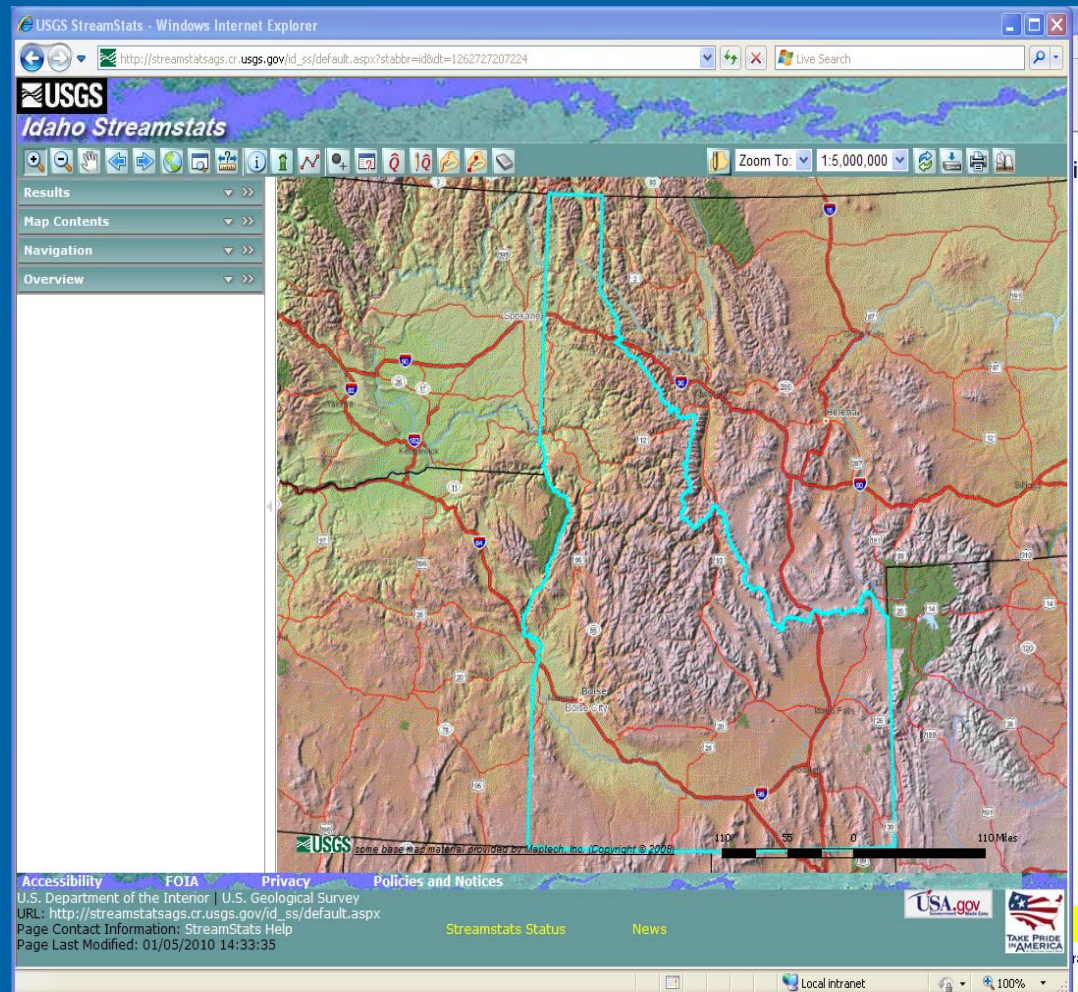 USGS StreamStats - Windows Internet Explorer
http://streamstatsags.cr.usgs.gov/id_ss/default.aspx?stabbr=id&dt=1262727207224
Live Search
USGS
Idaho Streamstats
Zoom To: 1:5,000,000
Results
Map Contents
Navigation
Overview
Spokane
Helena
Boise
Boise City
110 55 0 110 Miles
USGS some base map material provided by Maptech, Inc. (Copyright © 2008)
Accessibility FOIA Privacy Policies and Notices
U.S. Department of the Interior | U.S. Geological Survey
URL: http://streamstatsags.cr.usgs.gov/id_ss/default.aspx
Page Contact Information: StreamStats Help
Streamstats Status News
Page Last Modified: 01/05/2010 14:33:35
USA.gov
Government Made Easy
TAKE PRIDE
IN AMERICA
Local intranet
100%